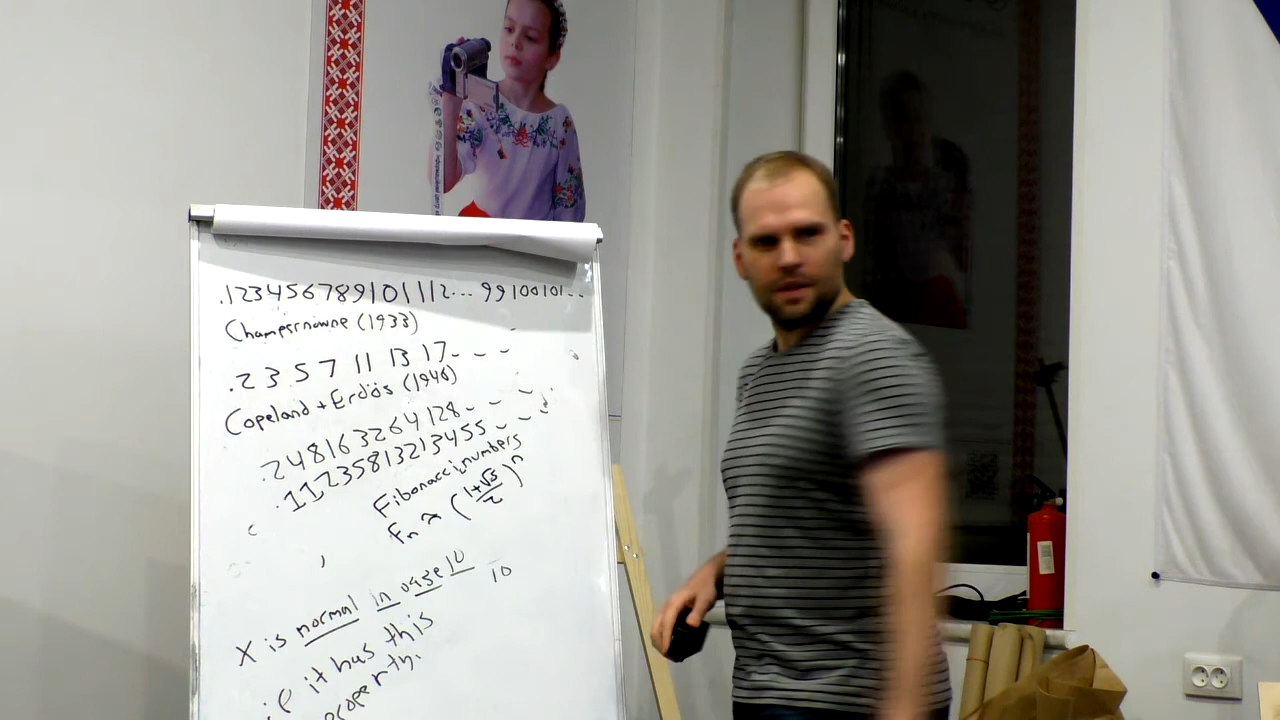 .123456789101112... 99100101...
Champernowne (1933)
.2 3 5 7 11 13 17- - -
Copeland + Erdös (1946)
.248163264128- - -
.11235813213455 - - -
Fibonacci numbers
Fn ≈ (1+√5/2)^n
X is normal in base 10
10
if it has this